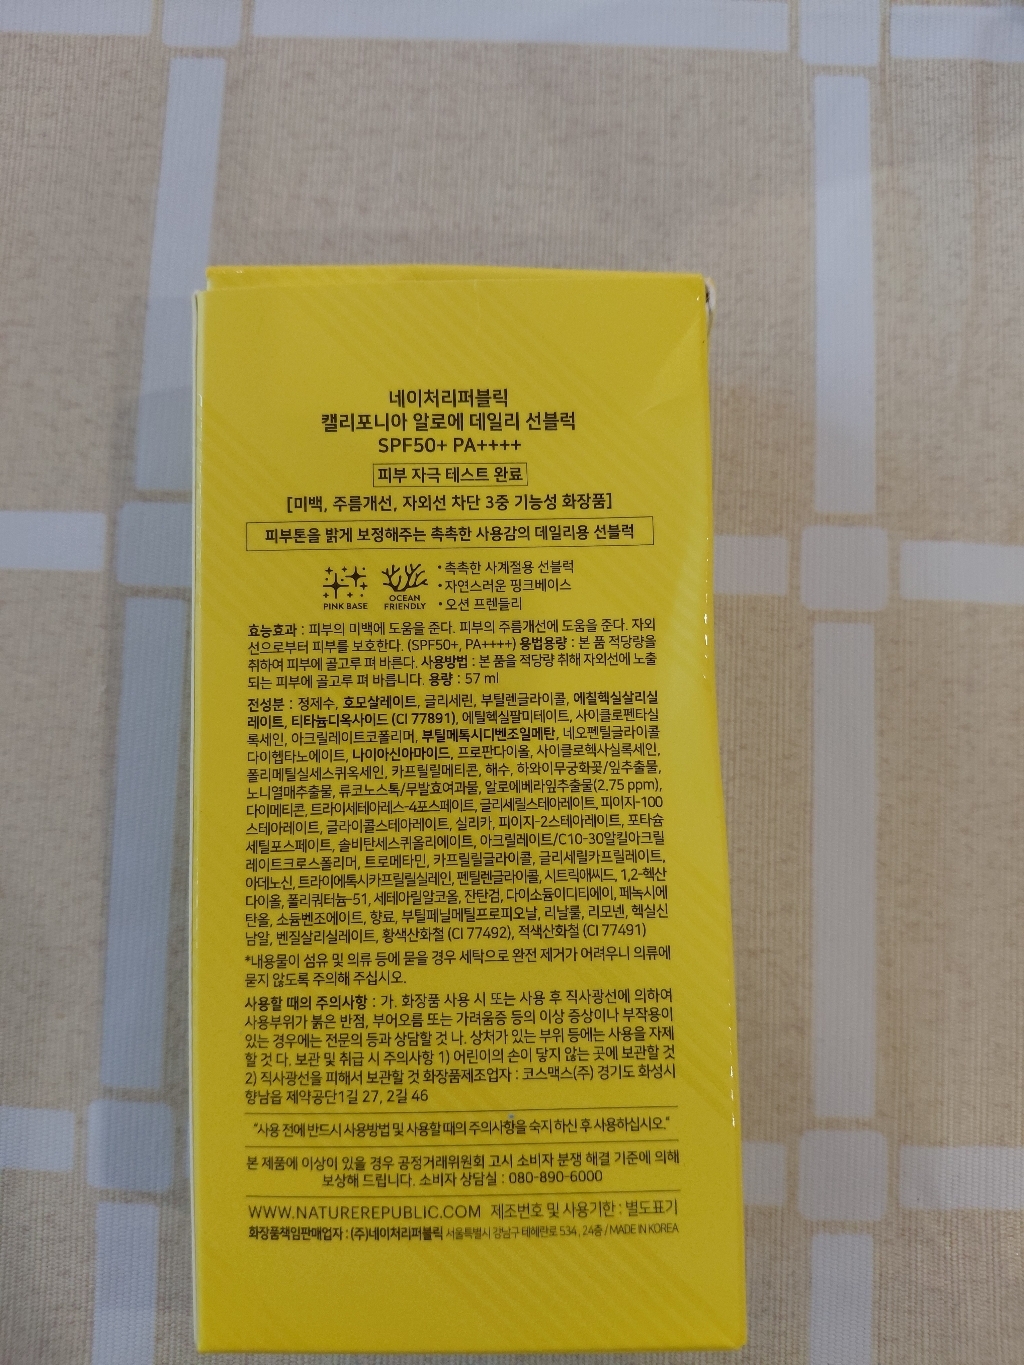 네이처리퍼블릭
캘리포니아 알로에 데일리 선블럭
SPF50+ PA++++
피부 자극 테스트 완료
[미백, 주름개선, 자외선 차단 3중 기능성 화장품]
피부톤을 밝게 보정해주는 촉촉한 사용감의 데일리용 선블럭
PINK BASE
OCEAN
FRIENDLY
• 촉촉한 사계절용 선블럭
• 자연스러운 핑크베이스
• 오션 프렌들리
효능효과 : 피부의 미백에 도움을 준다. 피부의 주름개선에 도움을 준다. 자외
선으로부터 피부를 보호한다. (SPF50+, PA++++) 용법용량 : 본 품 적당량을
취하여 피부에 골고루 펴 바른다. 사용방법 : 본 품을 적당량 취해 자외선에 노출
되는 피부에 골고루 펴 바릅니다. 용량 : 57 ml
전성분 : 정제수, 호모살레이트, 글리세린, 부틸렌글라이콜, 에칠헥실살리실
레이트, 티타늄디옥사이드 (CI 77891), 에틸헥실팔미테이트, 사이클로펜타실
록세인, 아크릴레이트코폴리머, 부틸메톡시디벤조일메탄, 네오펜틸글라이콜
다이헵타노에이트, 나이아신아마이드, 프로판다이올, 사이클로헥사실록세인,
폴리메틸실세스퀴옥세인, 카프릴릴메티콘, 해수, 하와이무궁화꽃/잎추출물,
노니열매추출물, 류코노스톡/무발효여과물, 알로에베라잎추출물(2.75 ppm),
다이메티콘, 트라이세테아레스-4포스페이트, 글리세릴스테아레이트, 피이지-100
스테아레이트, 글라이콜스테아레이트, 실리카, 피이지-2스테아레이트, 포타슘
세틸포스페이트, 솔비탄세스퀴올리에이트, 아크릴레이트/C10-30알킬아크릴
레이트크로스폴리머, 트로메타민, 카프릴릴글라이콜, 글리세릴카프릴레이트,
아데노신, 트라이에톡시카프릴릴실레인, 펜틸렌글라이콜, 시트릭애씨드, 1,2-헥산
다이올, 폴리쿼터늄-51, 세테아릴알코올, 잔탄검, 다이소듐이디티에이, 페녹시에
탄올, 소듐벤조에이트, 향료, 부틸페닐메틸프로피오날, 리날룰, 리모넨, 헥실신
남알, 벤질살리실레이트, 황색산화철 (CI 77492), 적색산화철 (CI 77491)
*내용물이 섬유 및 의류 등에 묻을 경우 세탁으로 완전 제거가 어려우니 의류에
묻지 않도록 주의해 주십시오.
사용할 때의 주의사항 : 가. 화장품 사용 시 또는 사용 후 직사광선에 의하여
사용부위가 붉은 반점, 부어오름 또는 가려움증 등의 이상 증상이나 부작용이
있는 경우에는 전문의 등과 상담할 것 나. 상처가 있는 부위 등에는 사용을 자제
할 것 다. 보관 및 취급 시 주의사항 1) 어린이의 손이 닿지 않는 곳에 보관할 것
2) 직사광선을 피해서 보관할 것 화장품제조업자 : 코스맥스(주) 경기도 화성시
향남읍 제약공단1길 27, 2길 46
"사용 전에 반드시 사용방법 및 사용할 때의 주의사항을 숙지 하신 후 사용하십시오."
본 제품에 이상이 있을 경우 공정거래위원회 고시 소비자 분쟁 해결 기준에 의해
보상해 드립니다. 소비자 상담실 : 080-890-6000
WWW.NATUREREPUBLIC.COM 제조번호 및 사용기한 : 별도표기
화장품책임판매업자 : (주)네이처리퍼블릭 서울특별시 강남구 테헤란로 534, 24층 / MADE IN KOREA